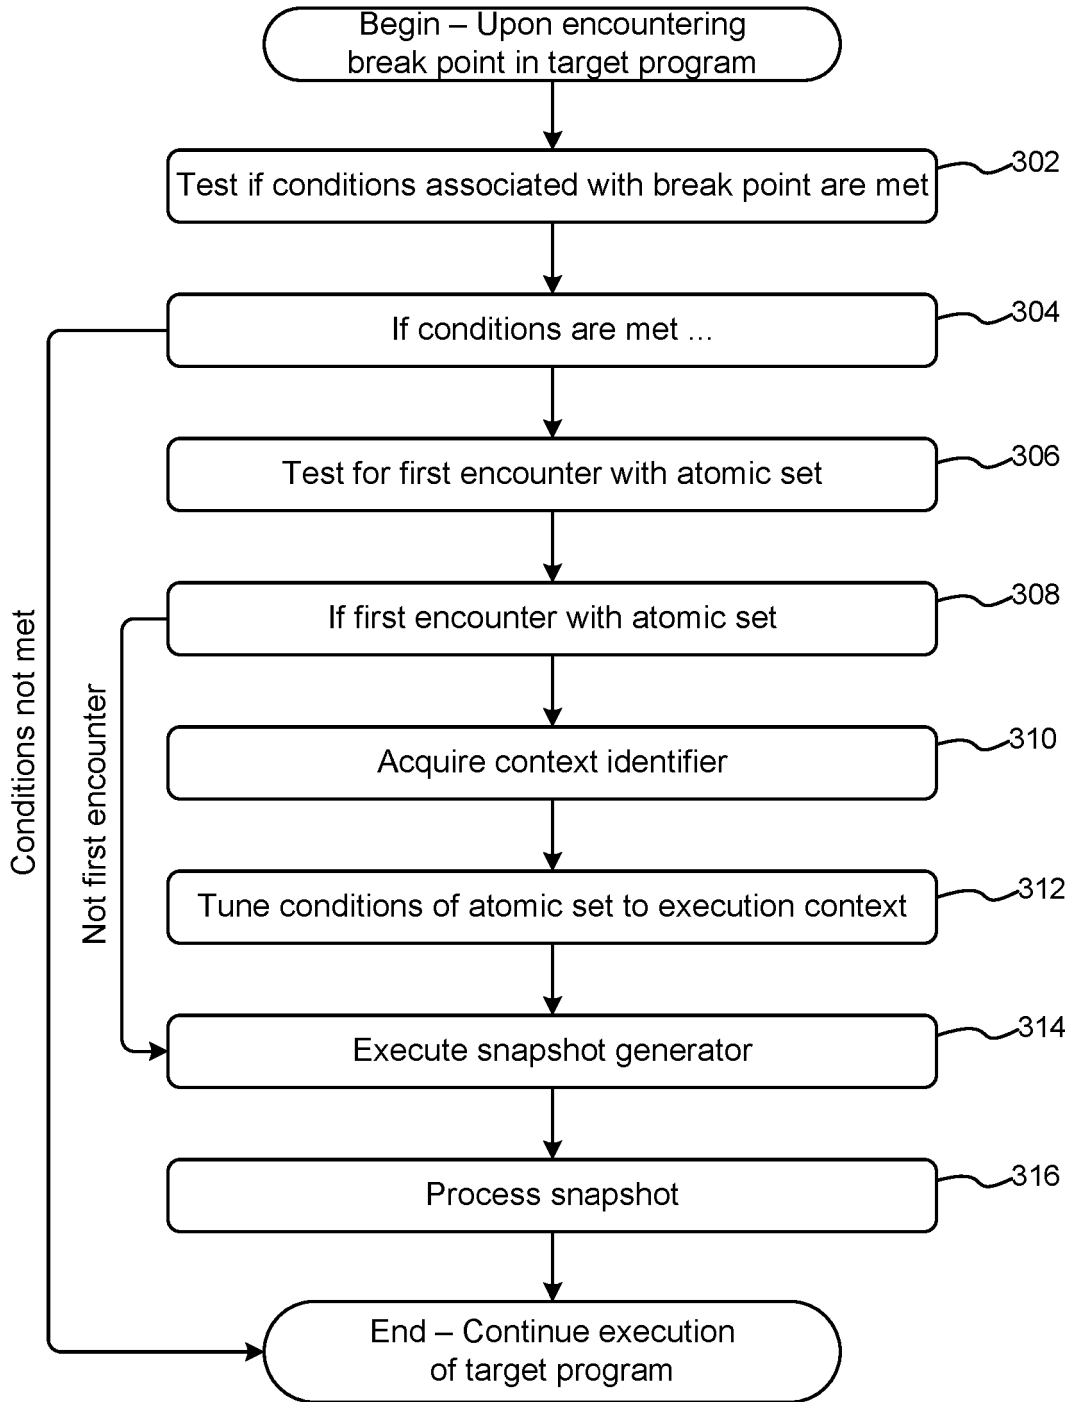 Begin – Upon encountering
break point in target program
302
Test if conditions associated with break point are met
304
If conditions are met ...
306
Test for first encounter with atomic set
308
If first encounter with atomic set
Conditions not met
Not first encounter
310
Acquire context identifier
312
Tune conditions of atomic set to execution context
314
Execute snapshot generator
316
Process snapshot
End – Continue execution
of target program